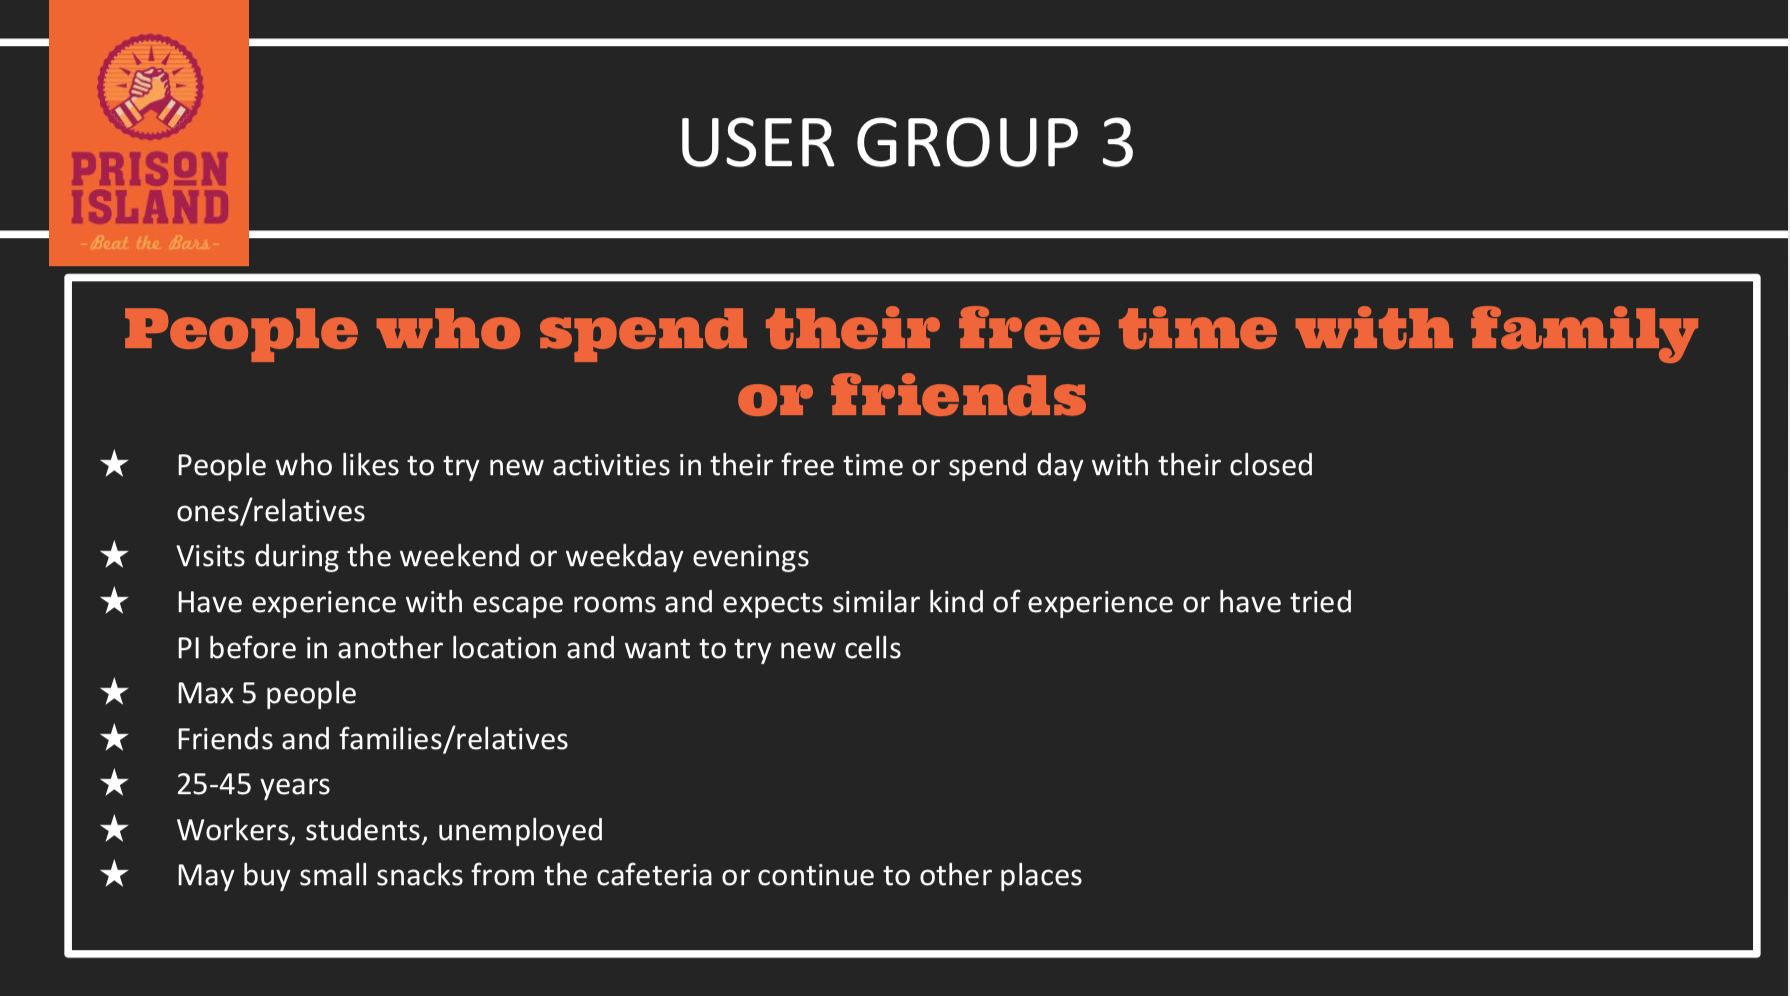 PRISON
ISLAND
-Beat the Bars-
USER GROUP 3
People who spend their free time with family
or friends
★ People who likes to try new activities in their free time or spend day with their closed
ones/relatives
★ Visits during the weekend or weekday evenings
★ Have experience with escape rooms and expects similar kind of experience or have tried
PI before in another location and want to try new cells
★ Max 5 people
★ Friends and families/relatives
★ 25-45 years
★ Workers, students, unemployed
★ May buy small snacks from the cafeteria or continue to other places